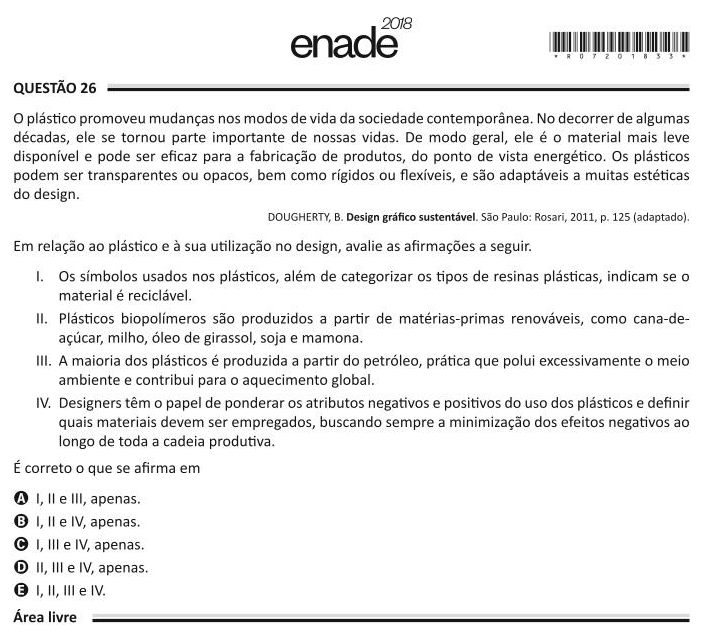 enade 2018
* R 0 7 2 0 1 8 3 3 *
QUESTÃO 26
O plástico promoveu mudanças nos modos de vida da sociedade contemporânea. No decorrer de algumas
décadas, ele se tornou parte importante de nossas vidas. De modo geral, ele é o material mais leve
disponível e pode ser eficaz para a fabricação de produtos, do ponto de vista energético. Os plásticos
podem ser transparentes ou opacos, bem como rígidos ou flexíveis, e são adaptáveis a muitas estéticas
do design.
DOUGHERTY, B. Design gráfico sustentável. São Paulo: Rosari, 2011, p. 125 (adaptado).
Em relação ao plástico e à sua utilização no design, avalie as afirmações a seguir.
I. Os símbolos usados nos plásticos, além de categorizar os tipos de resinas plásticas, indicam se o
material é reciclável.
II. Plásticos biopolímeros são produzidos a partir de matérias-primas renováveis, como cana-de-
açúcar, milho, óleo de girassol, soja e mamona.
III. A maioria dos plásticos é produzida a partir do petróleo, prática que polui excessivamente o meio
ambiente e contribui para o aquecimento global.
IV. Designers têm o papel de ponderar os atributos negativos e positivos do uso dos plásticos e definir
quais materiais devem ser empregados, buscando sempre a minimização dos efeitos negativos ao
longo de toda a cadeia produtiva.
É correto o que se afirma em
A I, II e III, apenas.
B I, II e IV, apenas.
C I, III e IV, apenas.
D II, III e IV, apenas.
E I, II, III e IV.
Área livre